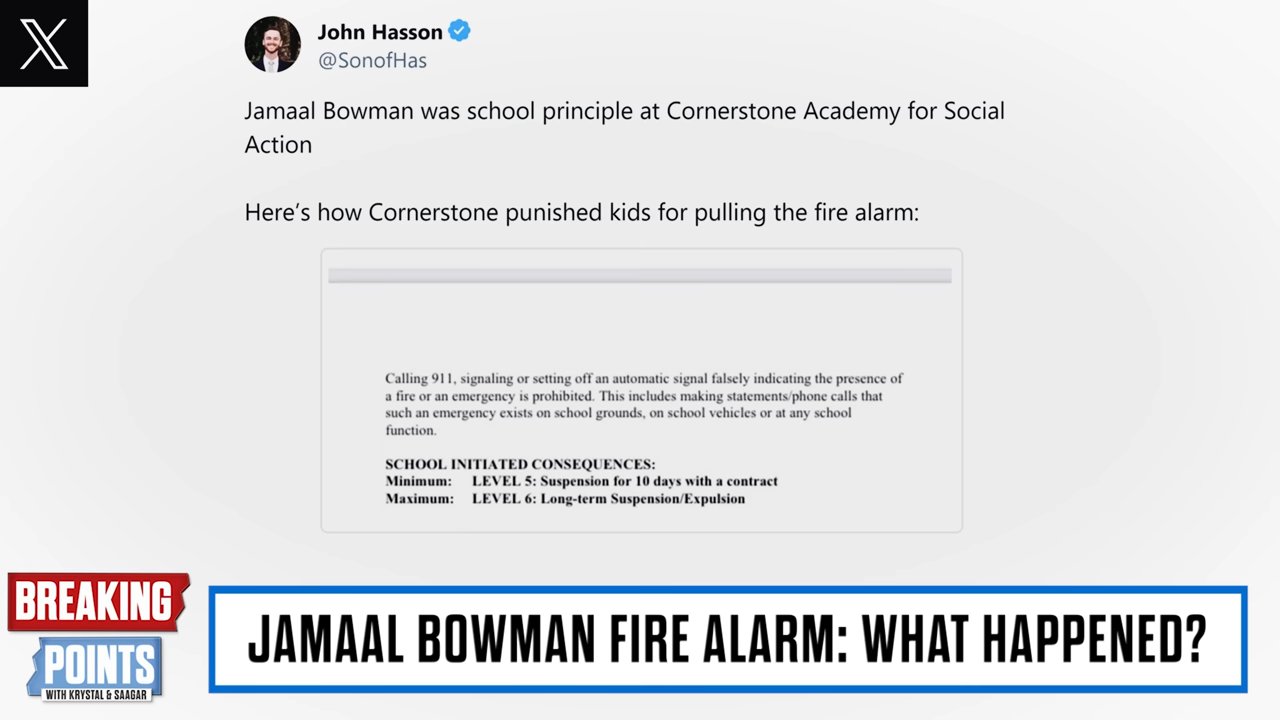 X
John Hasson
@SonofHas
Jamaal Bowman was school principle at Cornerstone Academy for Social
Action
Here's how Cornerstone punished kids for pulling the fire alarm:
Calling 911, signaling or setting off an automatic signal falsely indicating the presence of
a fire or an emergency is prohibited. This includes making statements/phone calls that
such an emergency exists on school grounds, on school vehicles or at any school
function.
SCHOOL INITIATED CONSEQUENCES:
Minimum: LEVEL 5: Suspension for 10 days with a contract
Maximum: LEVEL 6: Long-term Suspension/Expulsion
BREAKING
POINTS
WITH KRYSTAL & SAAGAR
JAMAAL BOWMAN FIRE ALARM: WHAT HAPPENED?